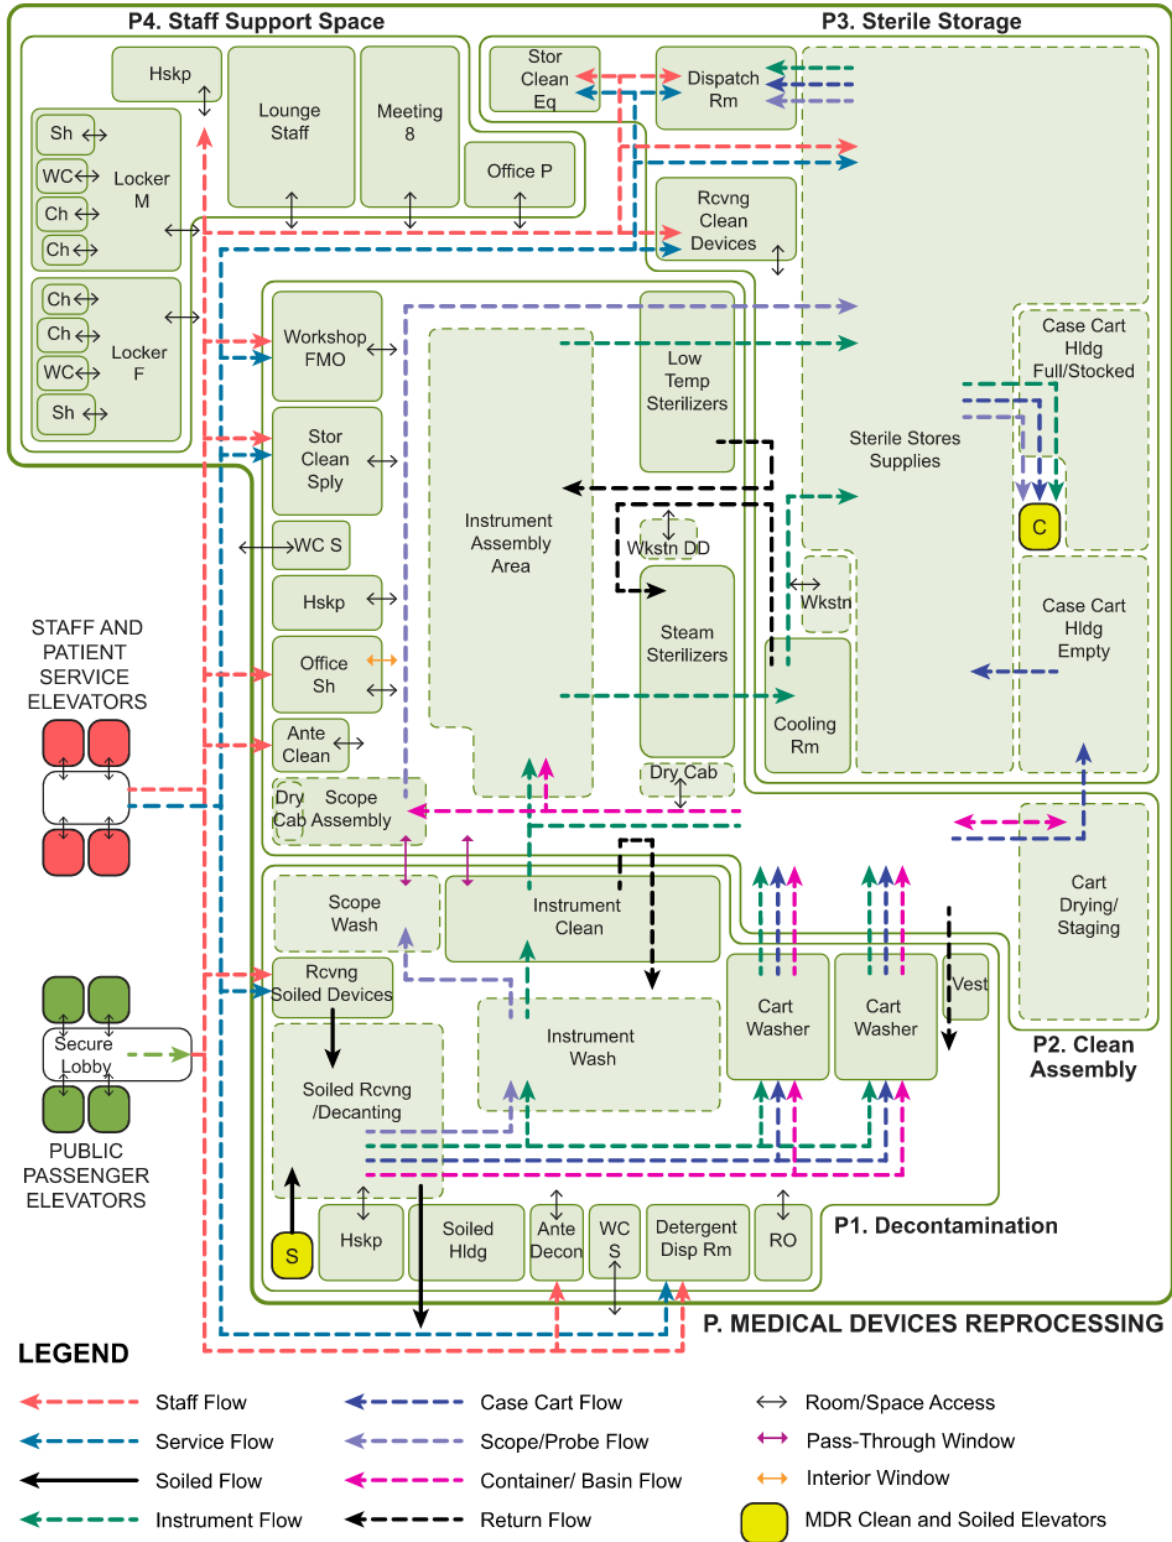 P4. Staff Support Space
P3. Sterile Storage
Hskp
Lounge
Staff
Meeting
8
Office P
Stor
Clean
Eq
Dispatch
Rm
Sh
WC
Ch
Ch
Locker
M
Rcvng
Clean
Devices
Ch
Ch
WC
Sh
Locker
F
Workshop
FMO
Low
Temp
Sterilizers
Case Cart
Hldg
Full/Stocked
Stor
Clean
Sply
Sterile Stores
Supplies
Instrument
Assembly
Area
C
WC S
Wkstn DD
Hskp
Wkstn
Case Cart
Hldg
Empty
STAFF AND
PATIENT
SERVICE
ELEVATORS
Office
Sh
Steam
Sterilizers
Ante
Clean
Cooling
Rm
Dry Cab
Dry
Cab
Scope
Assembly
Scope
Wash
Instrument
Clean
Cart
Drying/
Staging
Rcvng
Soiled Devices
Cart
Washer
Cart
Washer
Vest
Secure
Lobby
Instrument
Wash
P2. Clean
Assembly
Soiled Rcvng
/Decanting
PUBLIC
PASSENGER
ELEVATORS
S
Hskp
Soiled
Hldg
Ante
Decon
WC
S
Detergent
Disp Rm
RO
P1. Decontamination
P. MEDICAL DEVICES REPROCESSING
LEGEND
Staff Flow
Case Cart Flow
Room/Space Access
Service Flow
Scope/Probe Flow
Pass-Through Window
Soiled Flow
Container/ Basin Flow
Interior Window
Instrument Flow
Return Flow
MDR Clean and Soiled Elevators